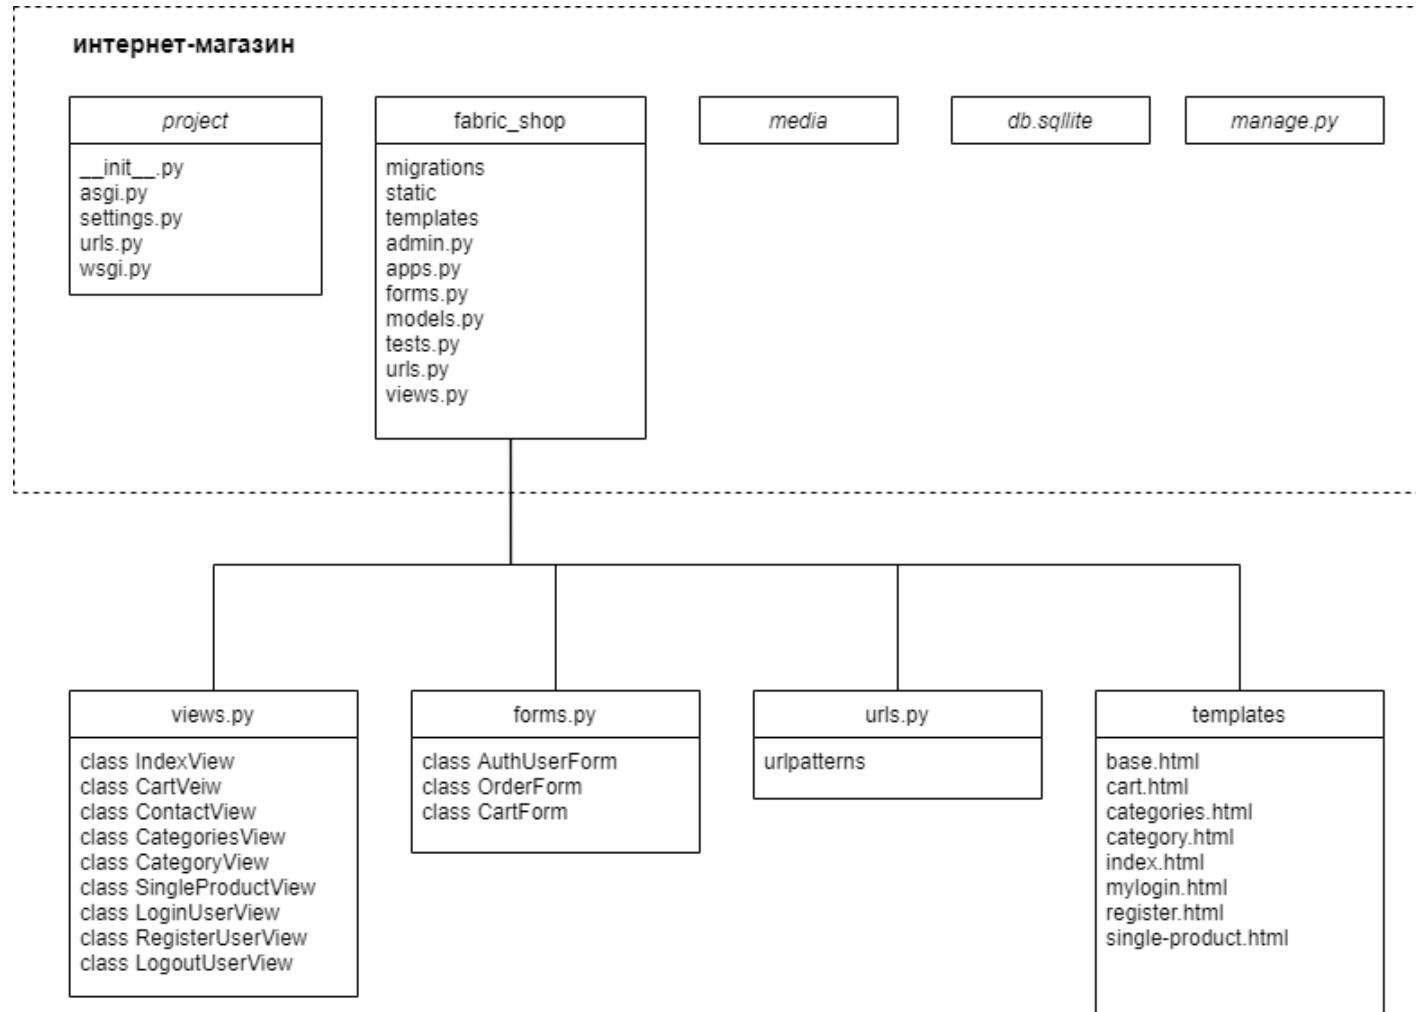 интернет-магазин
project
__init__.py
asgi.py
settings.py
urls.py
wsgi.py
fabric_shop
migrations
static
templates
admin.py
apps.py
forms.py
models.py
tests.py
urls.py
views.py
media
db.sqllite
manage.py
views.py
class IndexView
class CartVeiw
class ContactView
class CategoriesView
class CategoryView
class SingleProductView
class LoginUserView
class RegisterUserView
class LogoutUserView
forms.py
class AuthUserForm
class OrderForm
class CartForm
urls.py
urlpatterns
templates
base.html
cart.html
categories.html
category.html
index.html
mylogin.html
register.html
single-product.html